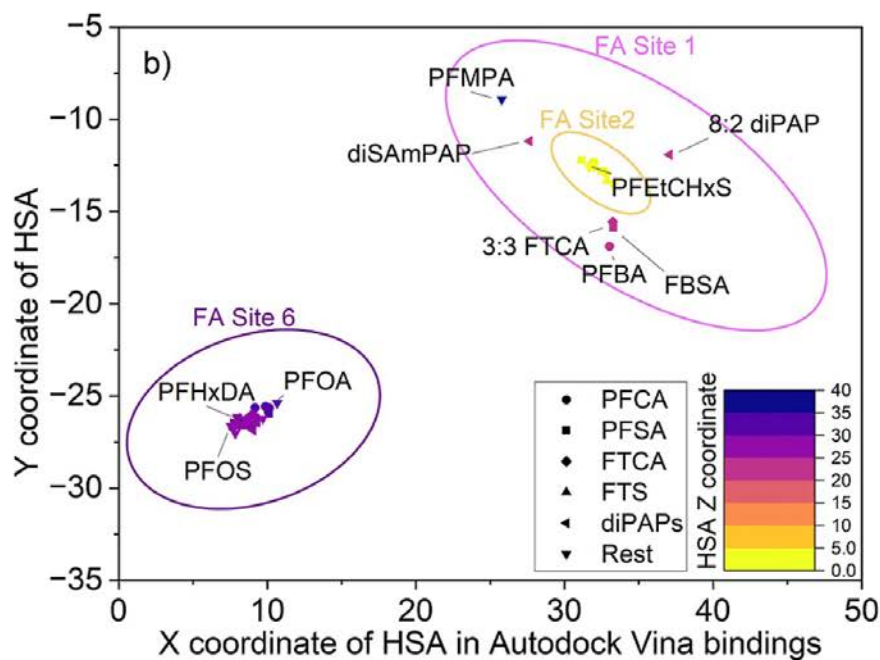 b)
FA Site 1
PFMPA
FA Site2
8:2 diPAP
diSAmPAP
PFEtCHxS
3:3 FTCA
PFBA
FBSA
FA Site 6
PFHxDA
PFOA
PFOS
PFCA
PFSA
FTCA
FTS
diPAPs
Rest
HSA Z coordinate
40
35
30
25
20
15
10
5.0
0.0
Y coordinate of HSA
−5
−10
−15
−20
−25
−30
−35
0
10
20
30
40
50
X coordinate of HSA in Autodock Vina bindings